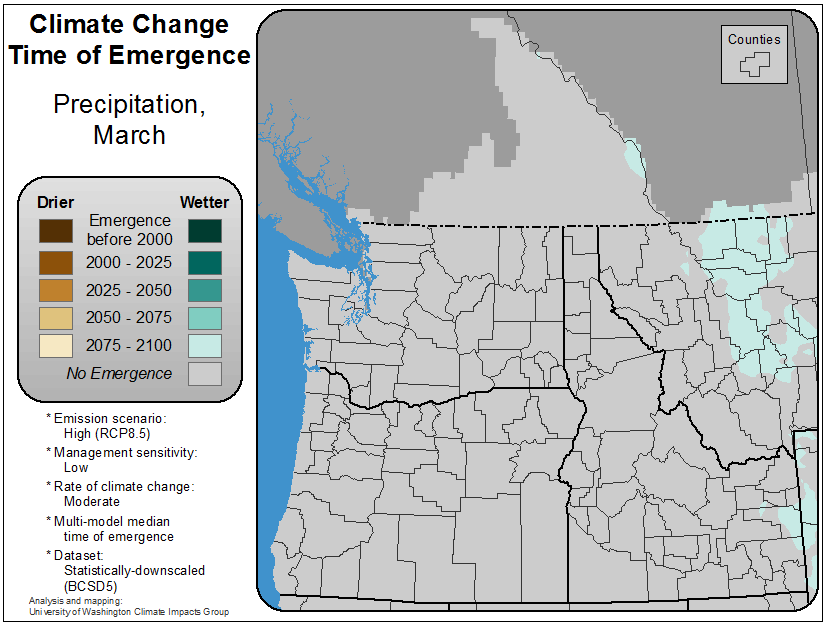 Climate Change
Time of Emergence
Precipitation,
March
Drier
Wetter
Emergence
before 2000
2000 - 2025
2025 - 2050
2050 - 2075
2075 - 2100
No Emergence
* Emission scenario:
High (RCP8.5)
* Management sensitivity:
Low
* Rate of climate change:
Moderate
* Multi-model median
time of emergence
* Dataset:
Statistically-downscaled
(BCSD5)
Analysis and mapping:
University of Washington Climate Impacts Group
Counties